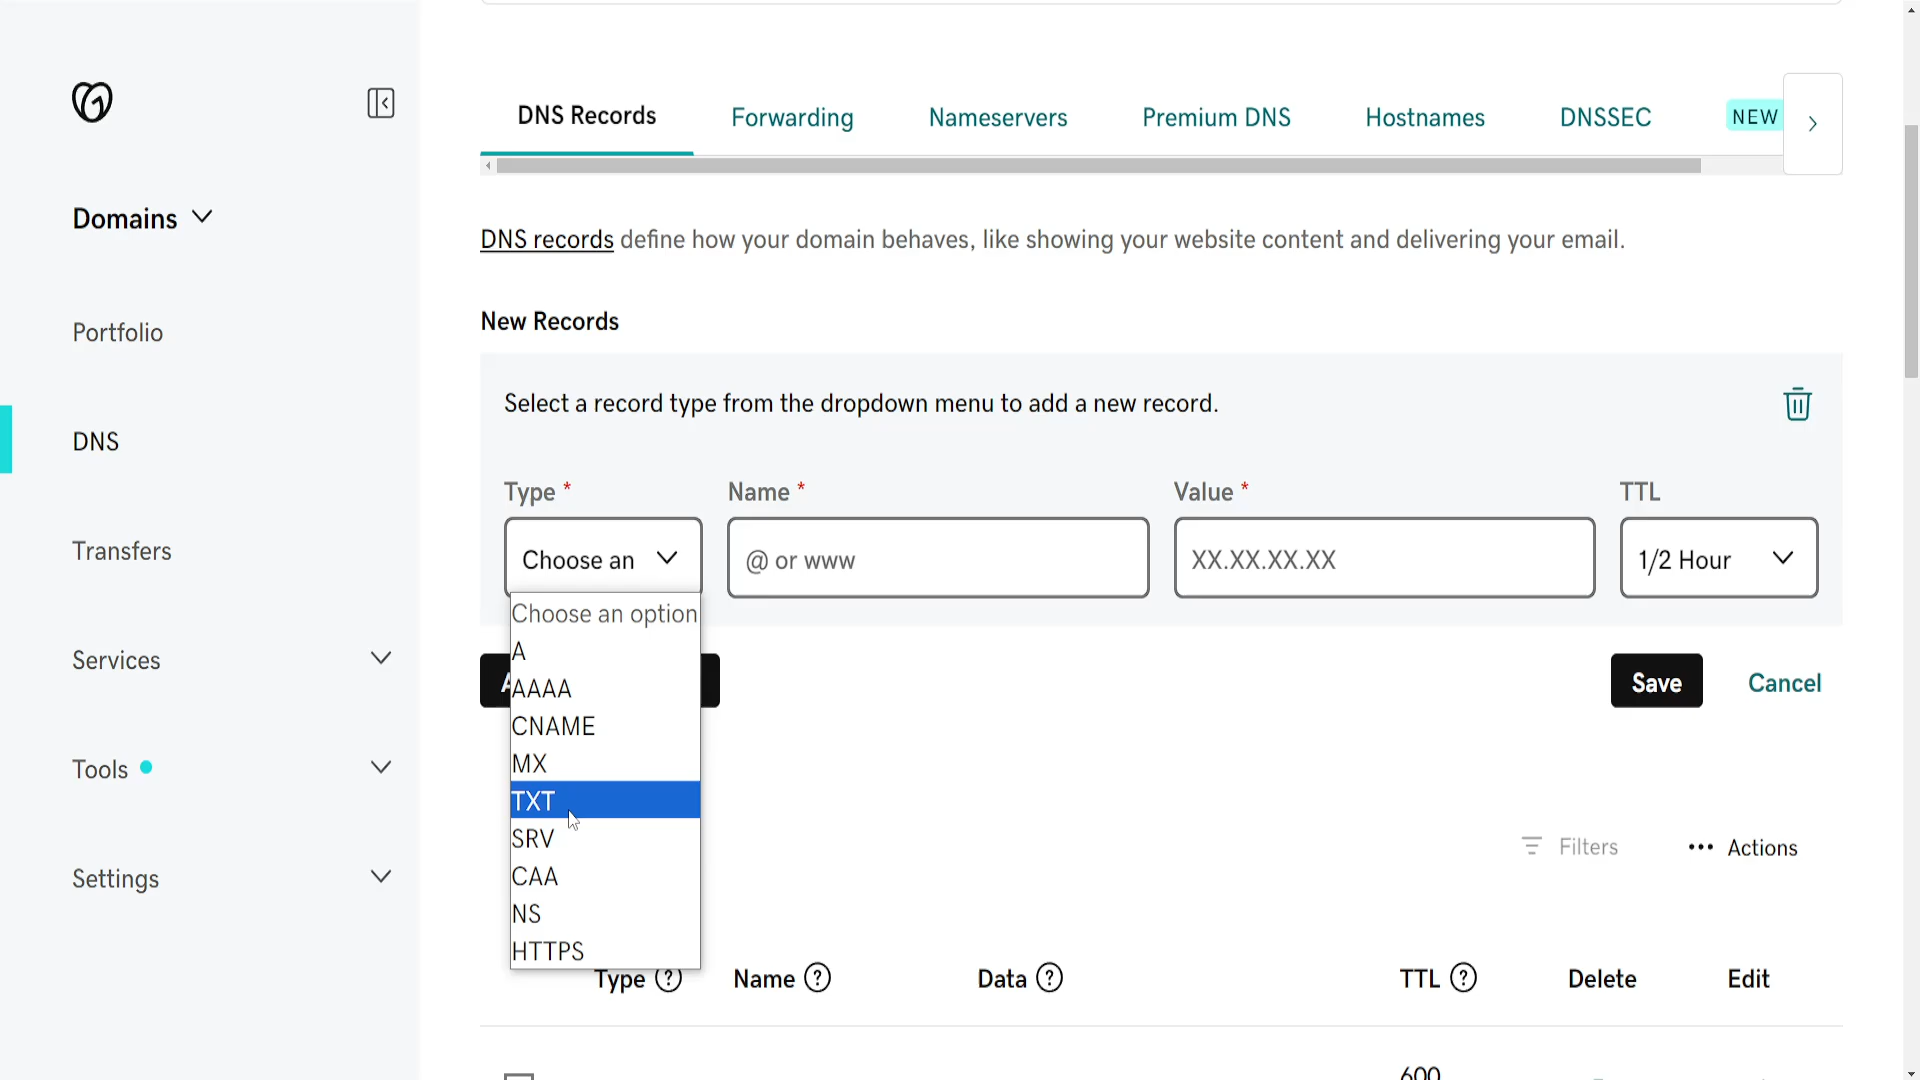 Domains
Portfolio
DNS
Transfers
Services
Tools
Settings
DNS Records
Forwarding
Nameservers
Premium DNS
Hostnames
DNSSEC
NEW
DNS records define how your domain behaves, like showing your website content and delivering your email.
New Records
Select a record type from the dropdown menu to add a new record.
Type *
Name *
Value *
TTL
Choose an
@ or www
XX.XX.XX.XX
1/2 Hour
Choose an option
A
AAAA
CNAME
MX
TXT
SRV
CAA
NS
HTTPS
Save
Cancel
Filters
Actions
Type
Name
Data
TTL
Delete
Edit
600